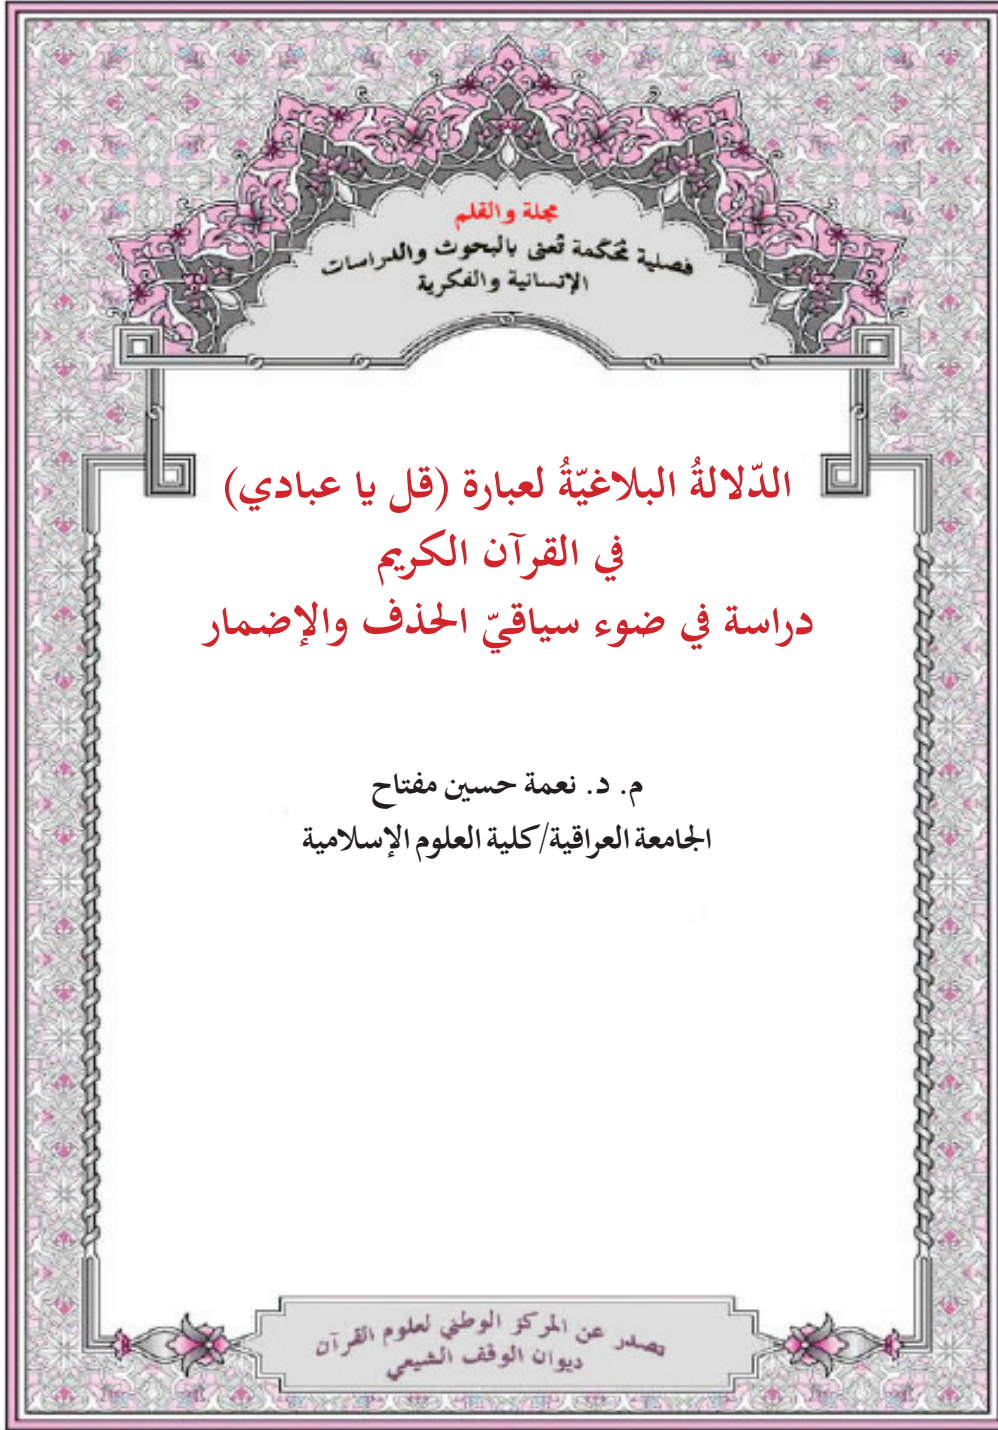 مجلة والقلم
فصلية مُحَكَّمة تُعنى بالبحوث والدراسات
الإنسانية والفكرية
الدّلالةُ البلاغيّةُ لعبارة (قل يا عبادي)
في القرآن الكريم
دراسة في ضوء سياقيّ الحذف والإضمار
م. د. نعمة حسين مفتاح
الجامعة العراقية/كلية العلوم الإسلامية
تصدر عن المركز الوطني لعلوم القرآن
ديوان الوقف الشيعي